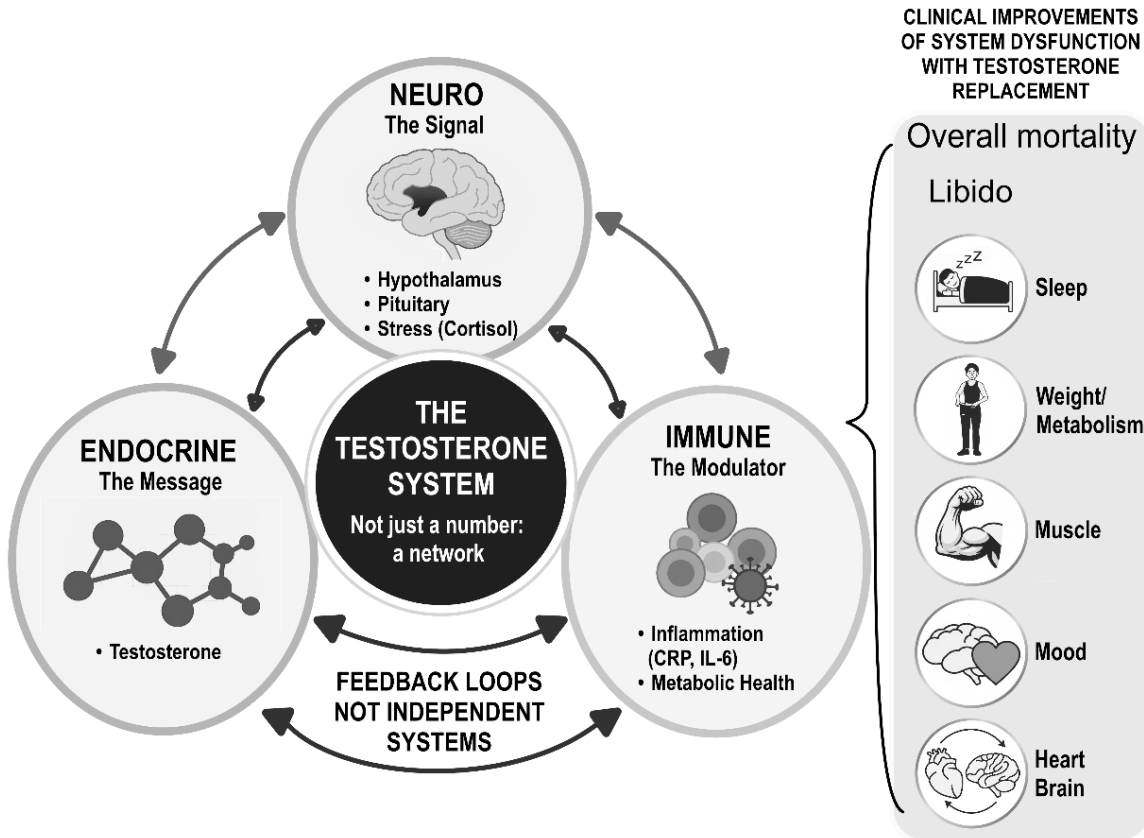 CLINICAL IMPROVEMENTS
OF SYSTEM DYSFUNCTION
WITH TESTOSTERONE
REPLACEMENT
NEURO
The Signal
• Hypothalamus
• Pituitary
• Stress (Cortisol)
ENDOCRINE
The Message
• Testosterone
THE
TESTOSTERONE
SYSTEM
Not just a number:
a network
IMMUNE
The Modulator
• Inflammation
(CRP, IL-6)
• Metabolic Health
FEEDBACK LOOPS
NOT INDEPENDENT
SYSTEMS
Overall mortality
Libido
zzz
Sleep
Weight/
Metabolism
Muscle
Mood
Heart
Brain